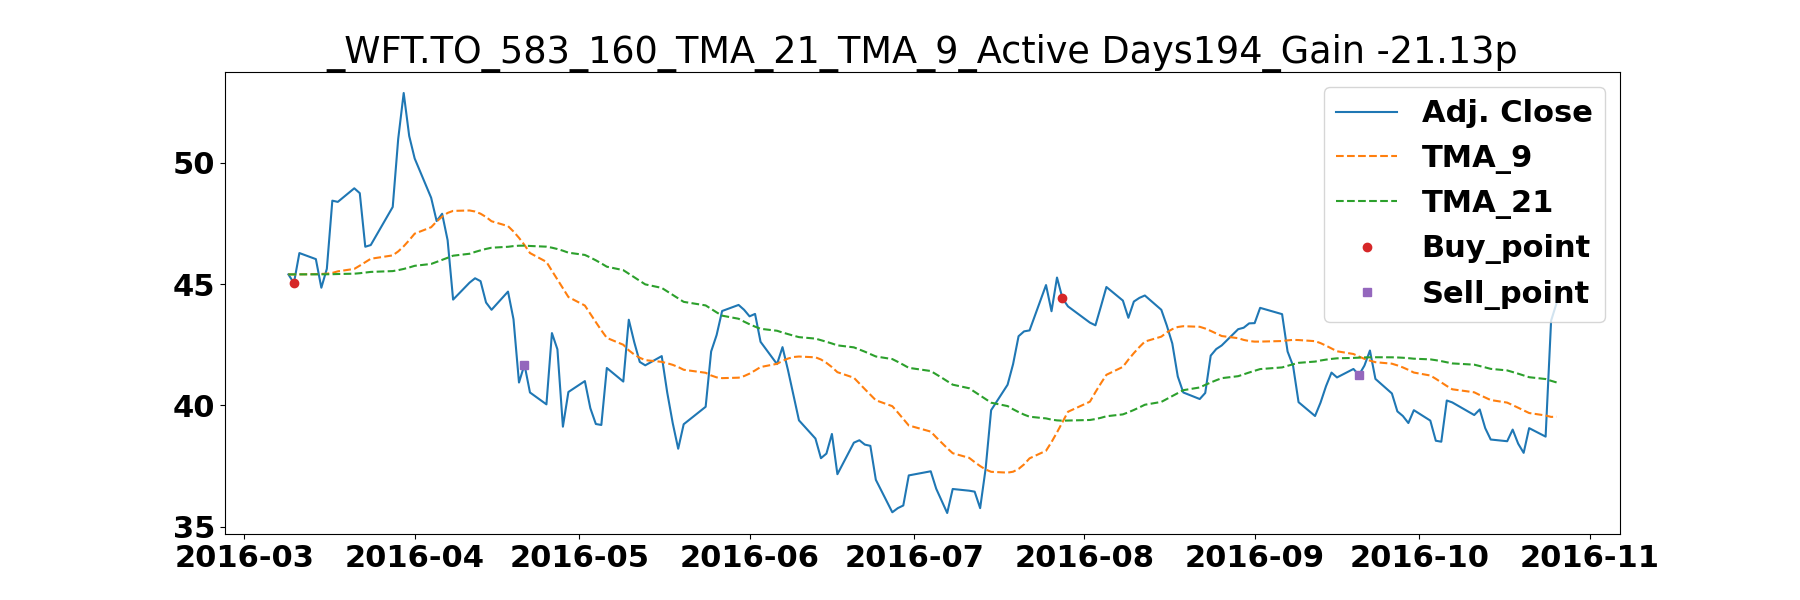 _WFT.TO_583_160_TMA_21_TMA_9_Active Days194_Gain -21.13p
Adj. Close
TMA_9
TMA_21
Buy_point
Sell_point
50
45
40
35
2016-03 2016-04 2016-05 2016-06 2016-07 2016-08 2016-09 2016-10 2016-11